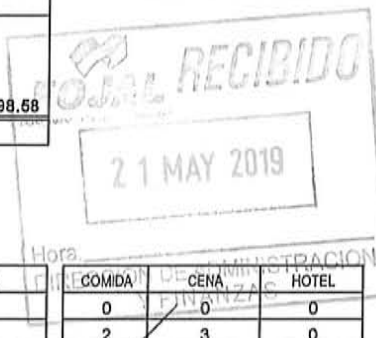 98.58
FOJAL RECIBIDO
21 MAY 2019
Hora
DIRECCION DE ADMINISTRACION
Y FINANZAS
COMIDA CENA HOTEL
0 0 0
2 3 0